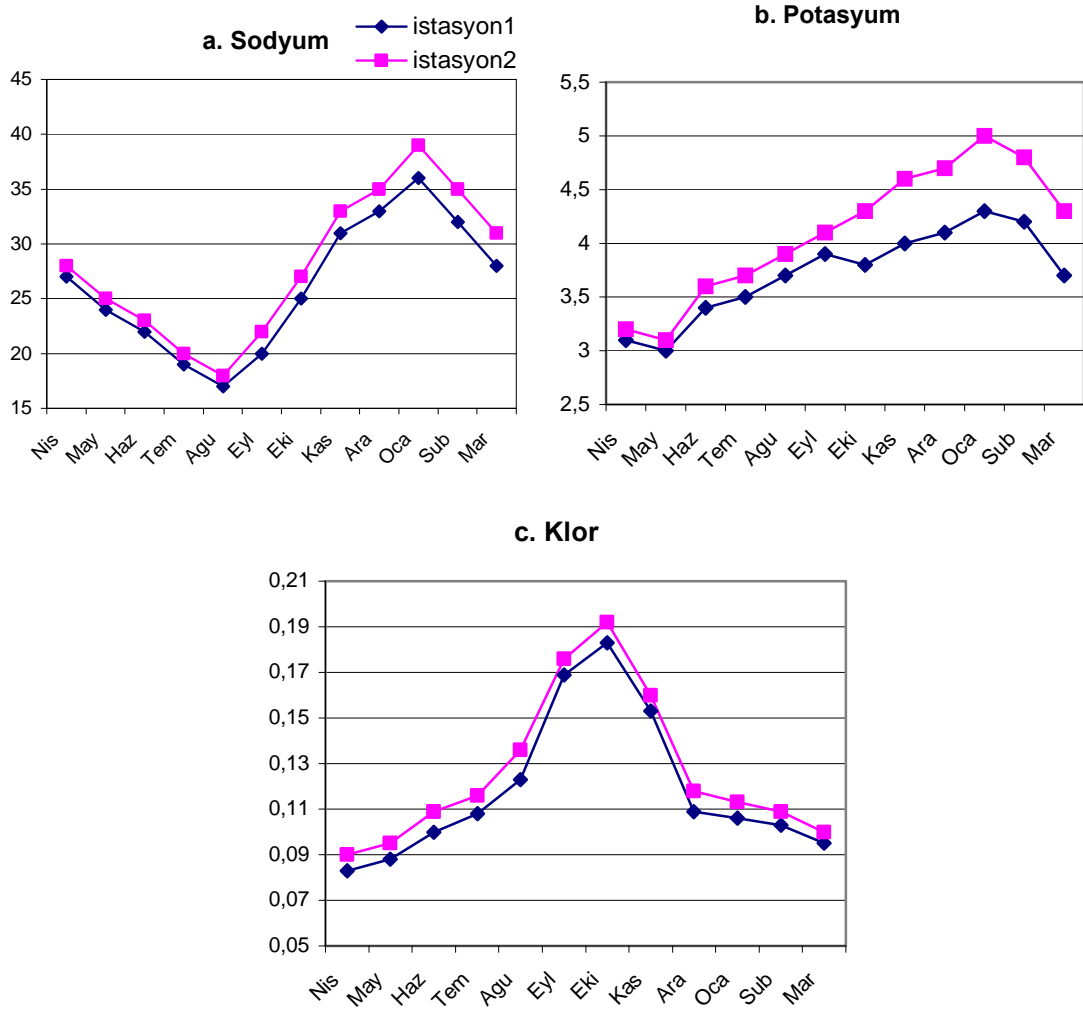 a. Sodyum
istasyon1
istasyon2
45
40
35
30
25
20
15
Nis May Haz Tem Agu Eyl Eki Kas Ara Oca Sub Mar
b. Potasyum
5,5
5
4,5
4
3,5
3
2,5
Nis May Haz Tem Agu Eyl Eki Kas Ara Oca Sub Mar
c. Klor
0,21
0,19
0,17
0,15
0,13
0,11
0,09
0,07
0,05
Nis May Haz Tem Agu Eyl Eki Kas Ara Oca Sub Mar